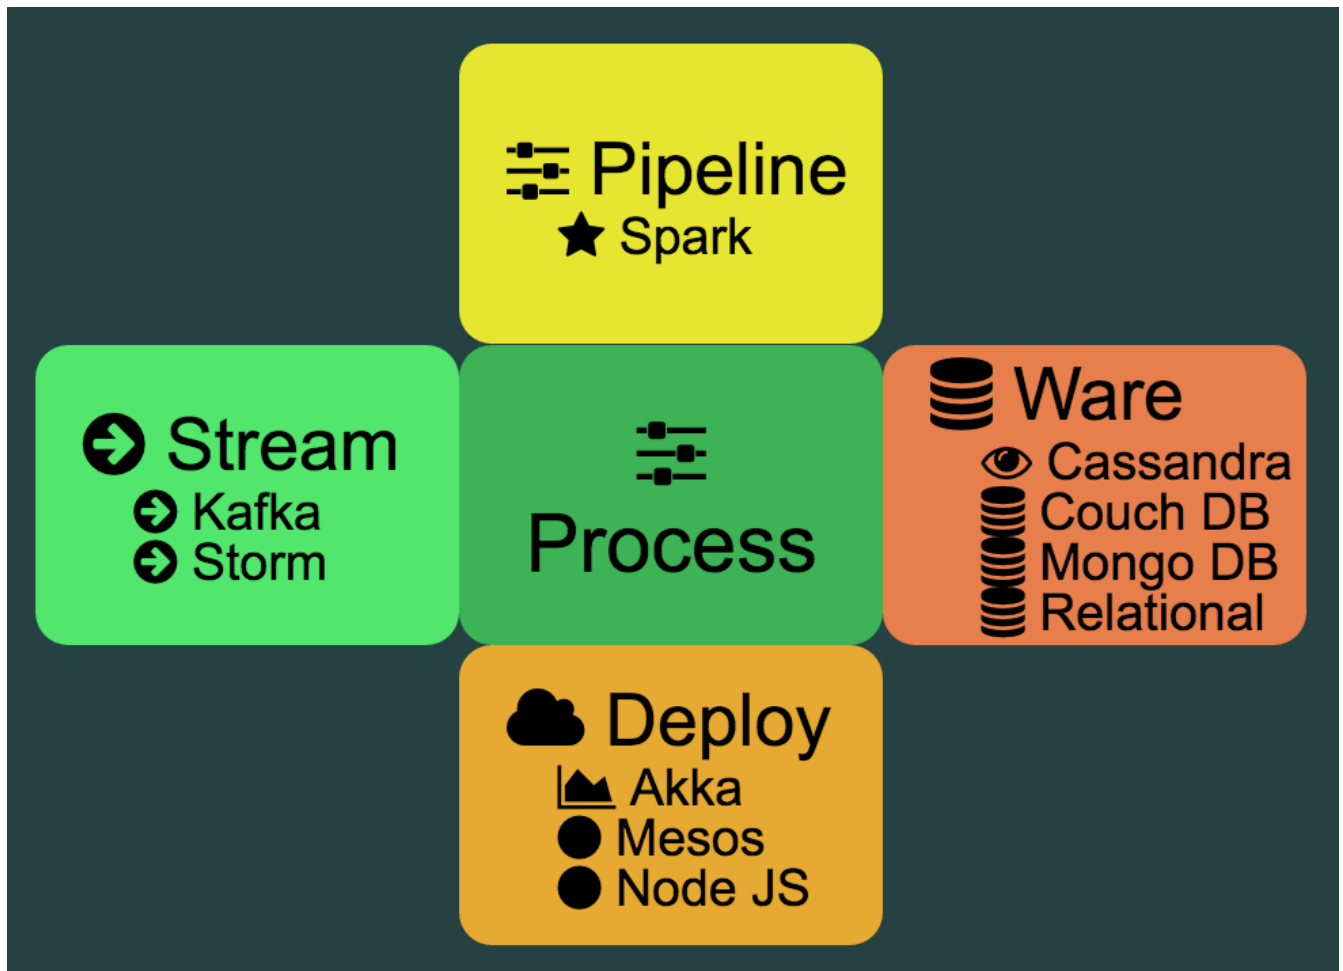 Pipeline
Spark
Stream
Kafka
Storm
Process
Ware
Cassandra
Couch DB
Mongo DB
Relational
Deploy
Akka
Mesos
Node JS